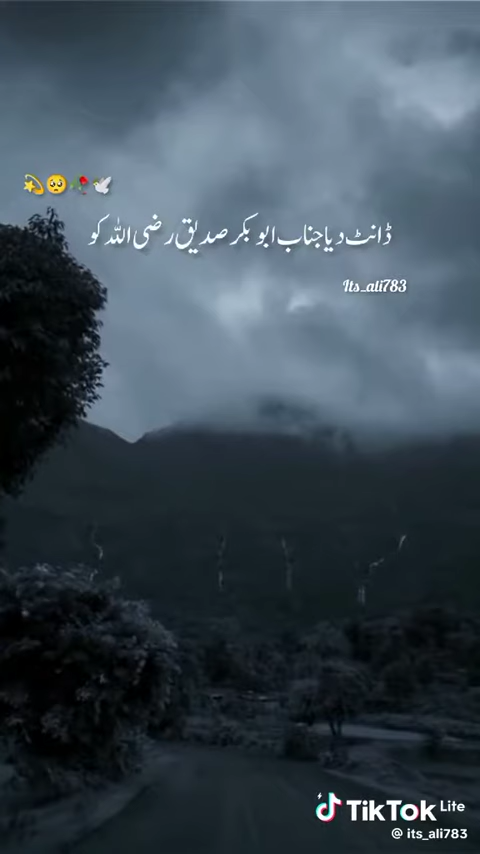 💫🥺🥀🕊️
ڈانٹ دیا جناب ابو بکر صدیق رضی اللہ کو
Its_ali783
TikTok Lite
@ its_ali783